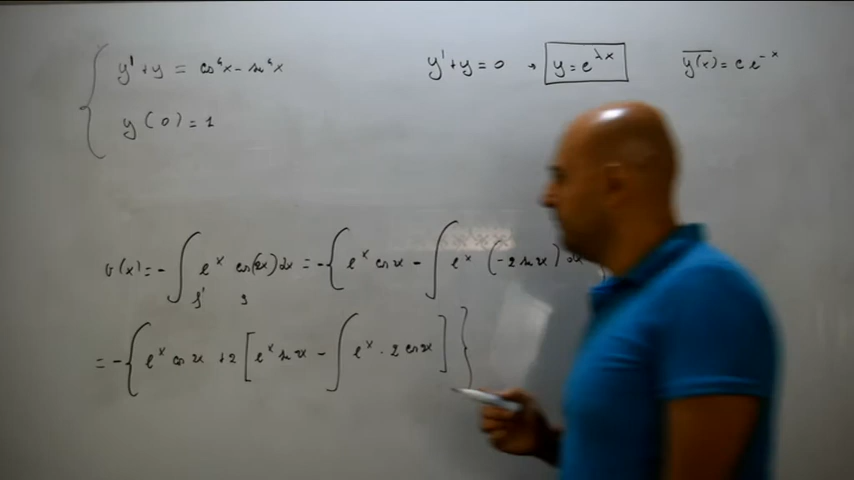 y' + y = cos⁴x - sin⁴x
y(0) = 1
y' + y = 0 → y = e^{λx}
y(x) = c e^{-x}
v(x) = - ∫ e^x cos(2x) dx = - { e^x cos 2x - ∫ e^x (-2 sin 2x) dx
f' g
= - { e^x cos 2x + 2 [ e^x sin 2x - ∫ e^x · 2 cos 2x ] }